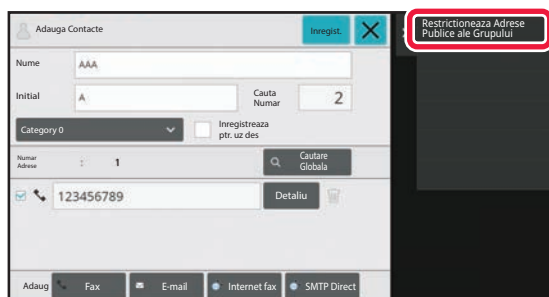 Adauga Contacte
Inregist.
Restrictioneaza Adrese
Publice ale Grupului
Nume
AAA
Initial
A
Cauta
Numar
2
Category 0
Inregistreaza
ptr. uz des
Numar
Adrese
:
1
Cautare
Globala
123456789
Detaliu
Adaug
Fax
E-mail
Internet fax
SMTP Direct